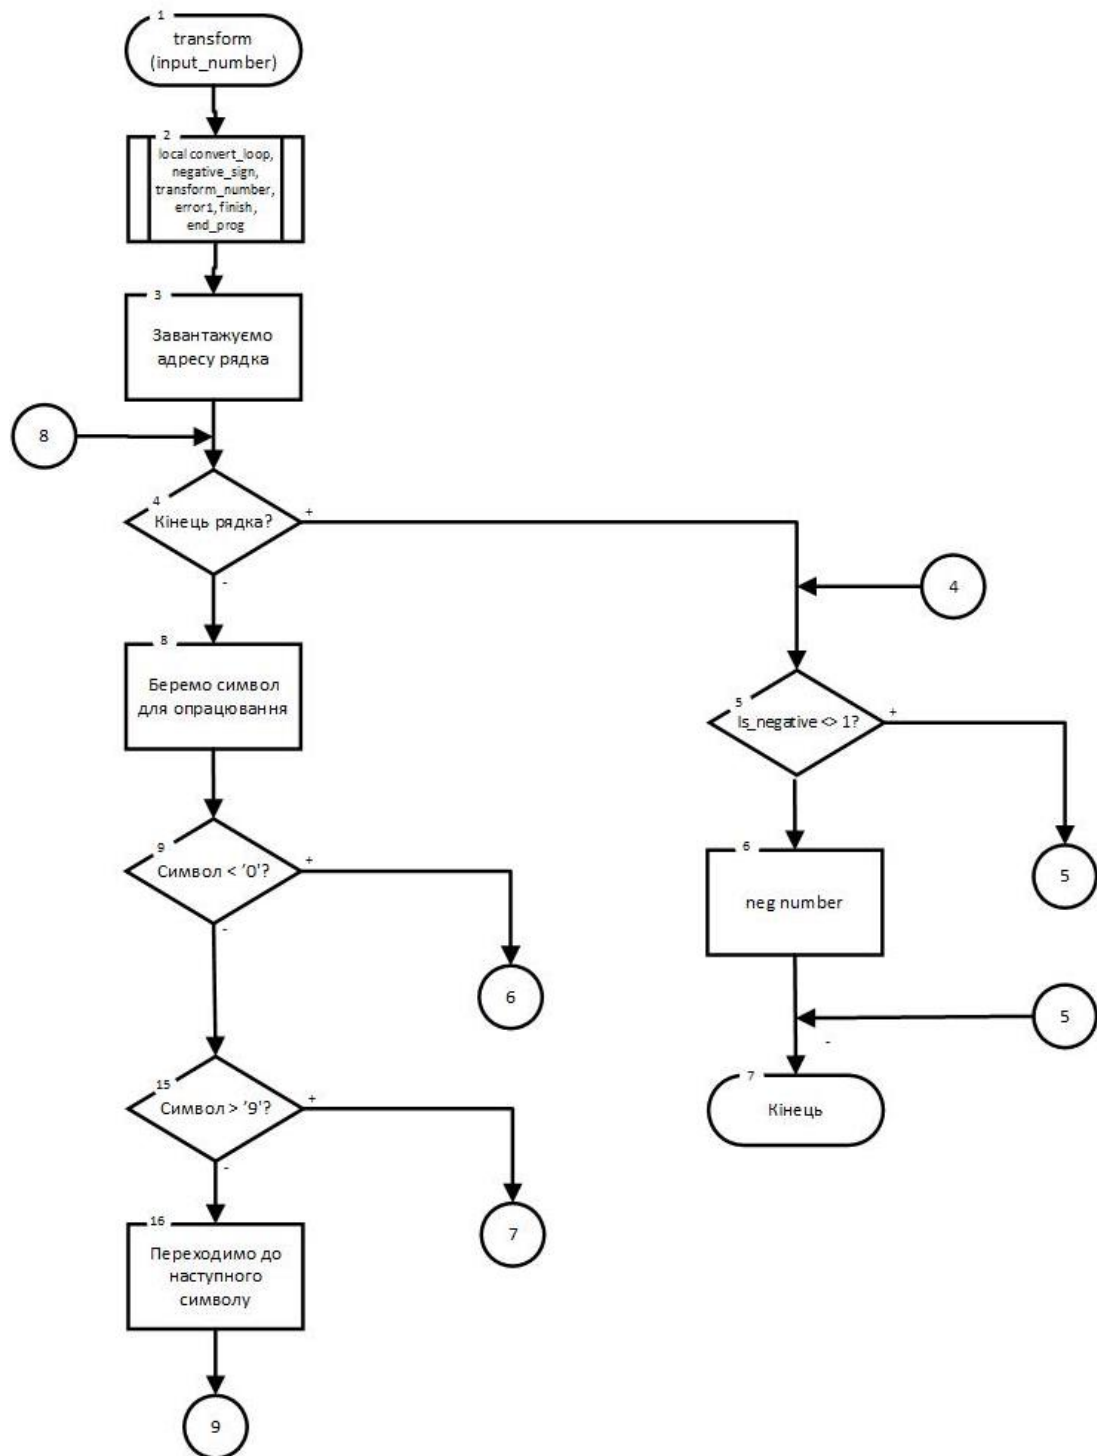 1
transform
(input_number)
2
local convert_loop,
negative_sign,
transform_number,
error1, finish,
end_prog
3
Завантажуємо
адресу рядка
8
4
Кінець рядка?
+
-
4
8
Беремо символ
для опрацювання
5
Is_negative <> 1?
+
9
Символ < '0'?
+
-
6
neg number
5
6
5
-
15
Символ > '9'?
+
-
7
Кінець
16
Переходимо до
наступного
символу
7
9